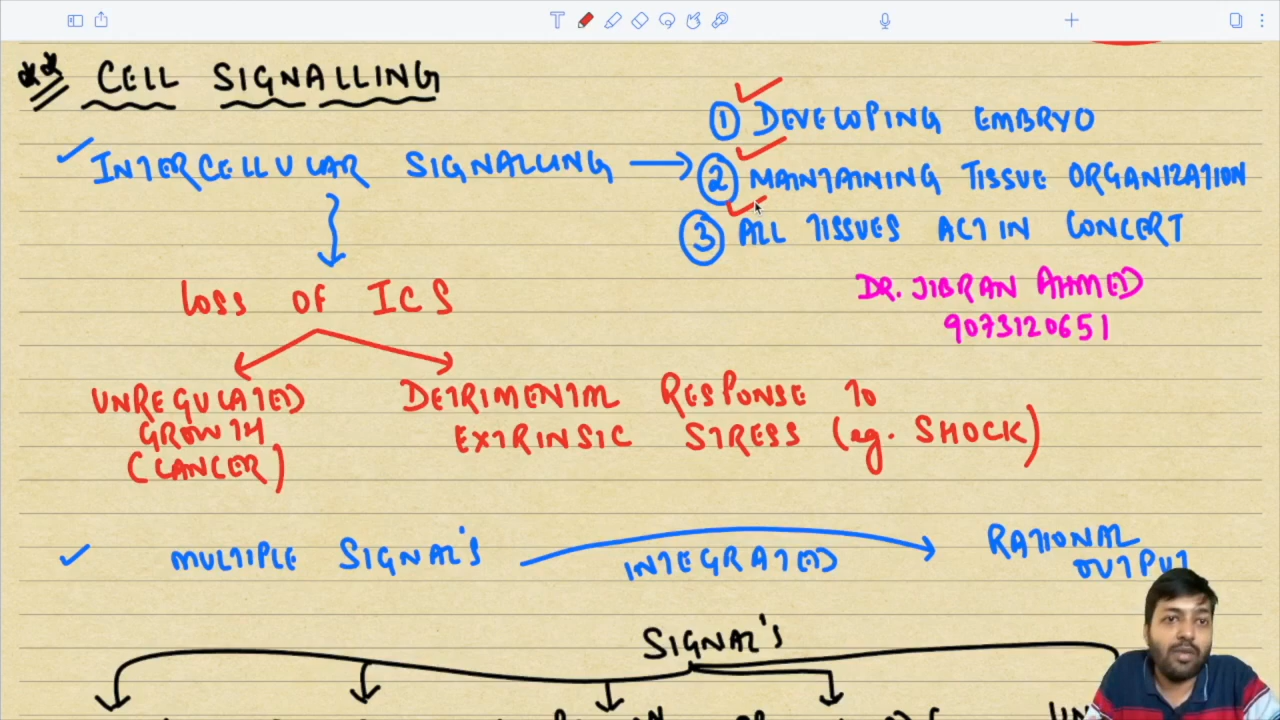 CELL SIGNALLING
① DEVELOPING EMBRYO
INTERCELLULAR SIGNALLING → ② MAINTAINING TISSUE ORGANIZATION
③ ALL TISSUES ACT IN CONCERT
DR. JIBRAN AHMED
9073120651
LOSS OF ICS
UNREGULATED
GROWTH
(CANCER)
DETRIMENTAL RESPONSE TO
EXTRINSIC STRESS (eg. SHOCK)
MULTIPLE SIGNAL'S INTEGRATED RATIONAL
OUTPUT
SIGNAL'S